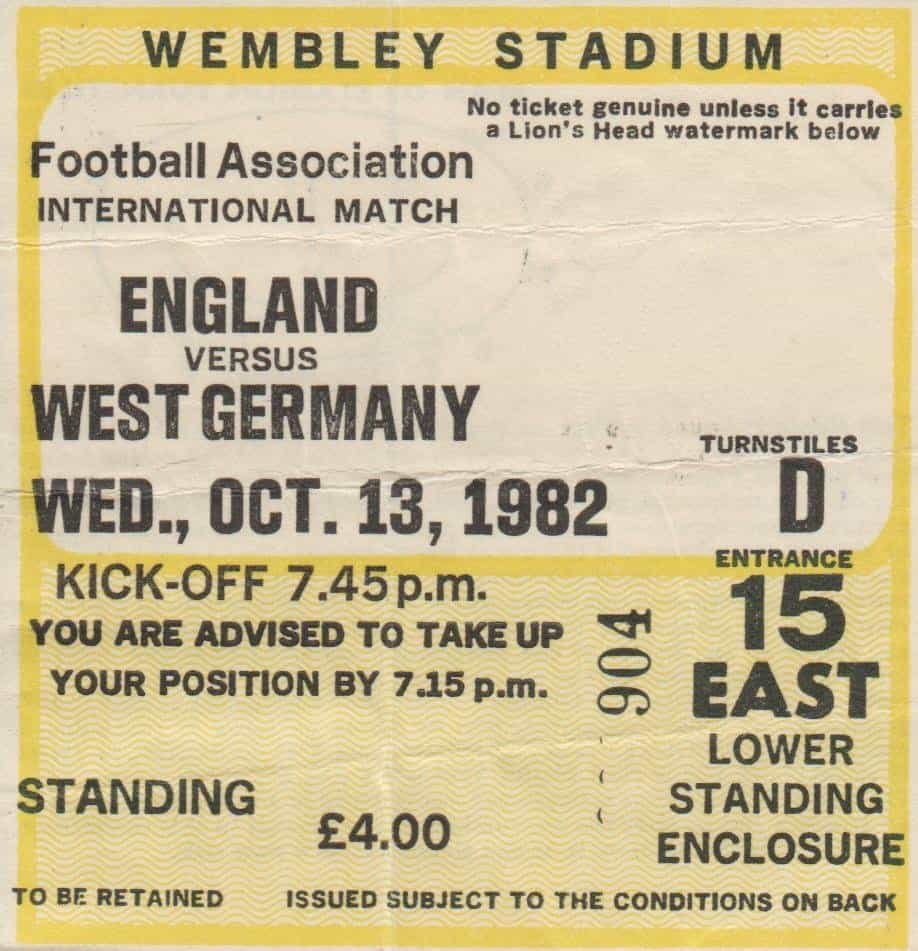 WEMBLEY STADIUM
No ticket genuine unless it carries
a Lion's Head watermark below
Football Association
INTERNATIONAL MATCH
ENGLAND
VERSUS
WEST GERMANY
WED., OCT. 13, 1982
TURNSTILES
D
ENTRANCE
15
EAST
LOWER
STANDING
ENCLOSURE
KICK-OFF 7.45 p.m.
YOU ARE ADVISED TO TAKE UP
YOUR POSITION BY 7.15 p.m.
904
STANDING
£4.00
TO BE RETAINED
ISSUED SUBJECT TO THE CONDITIONS ON BACK